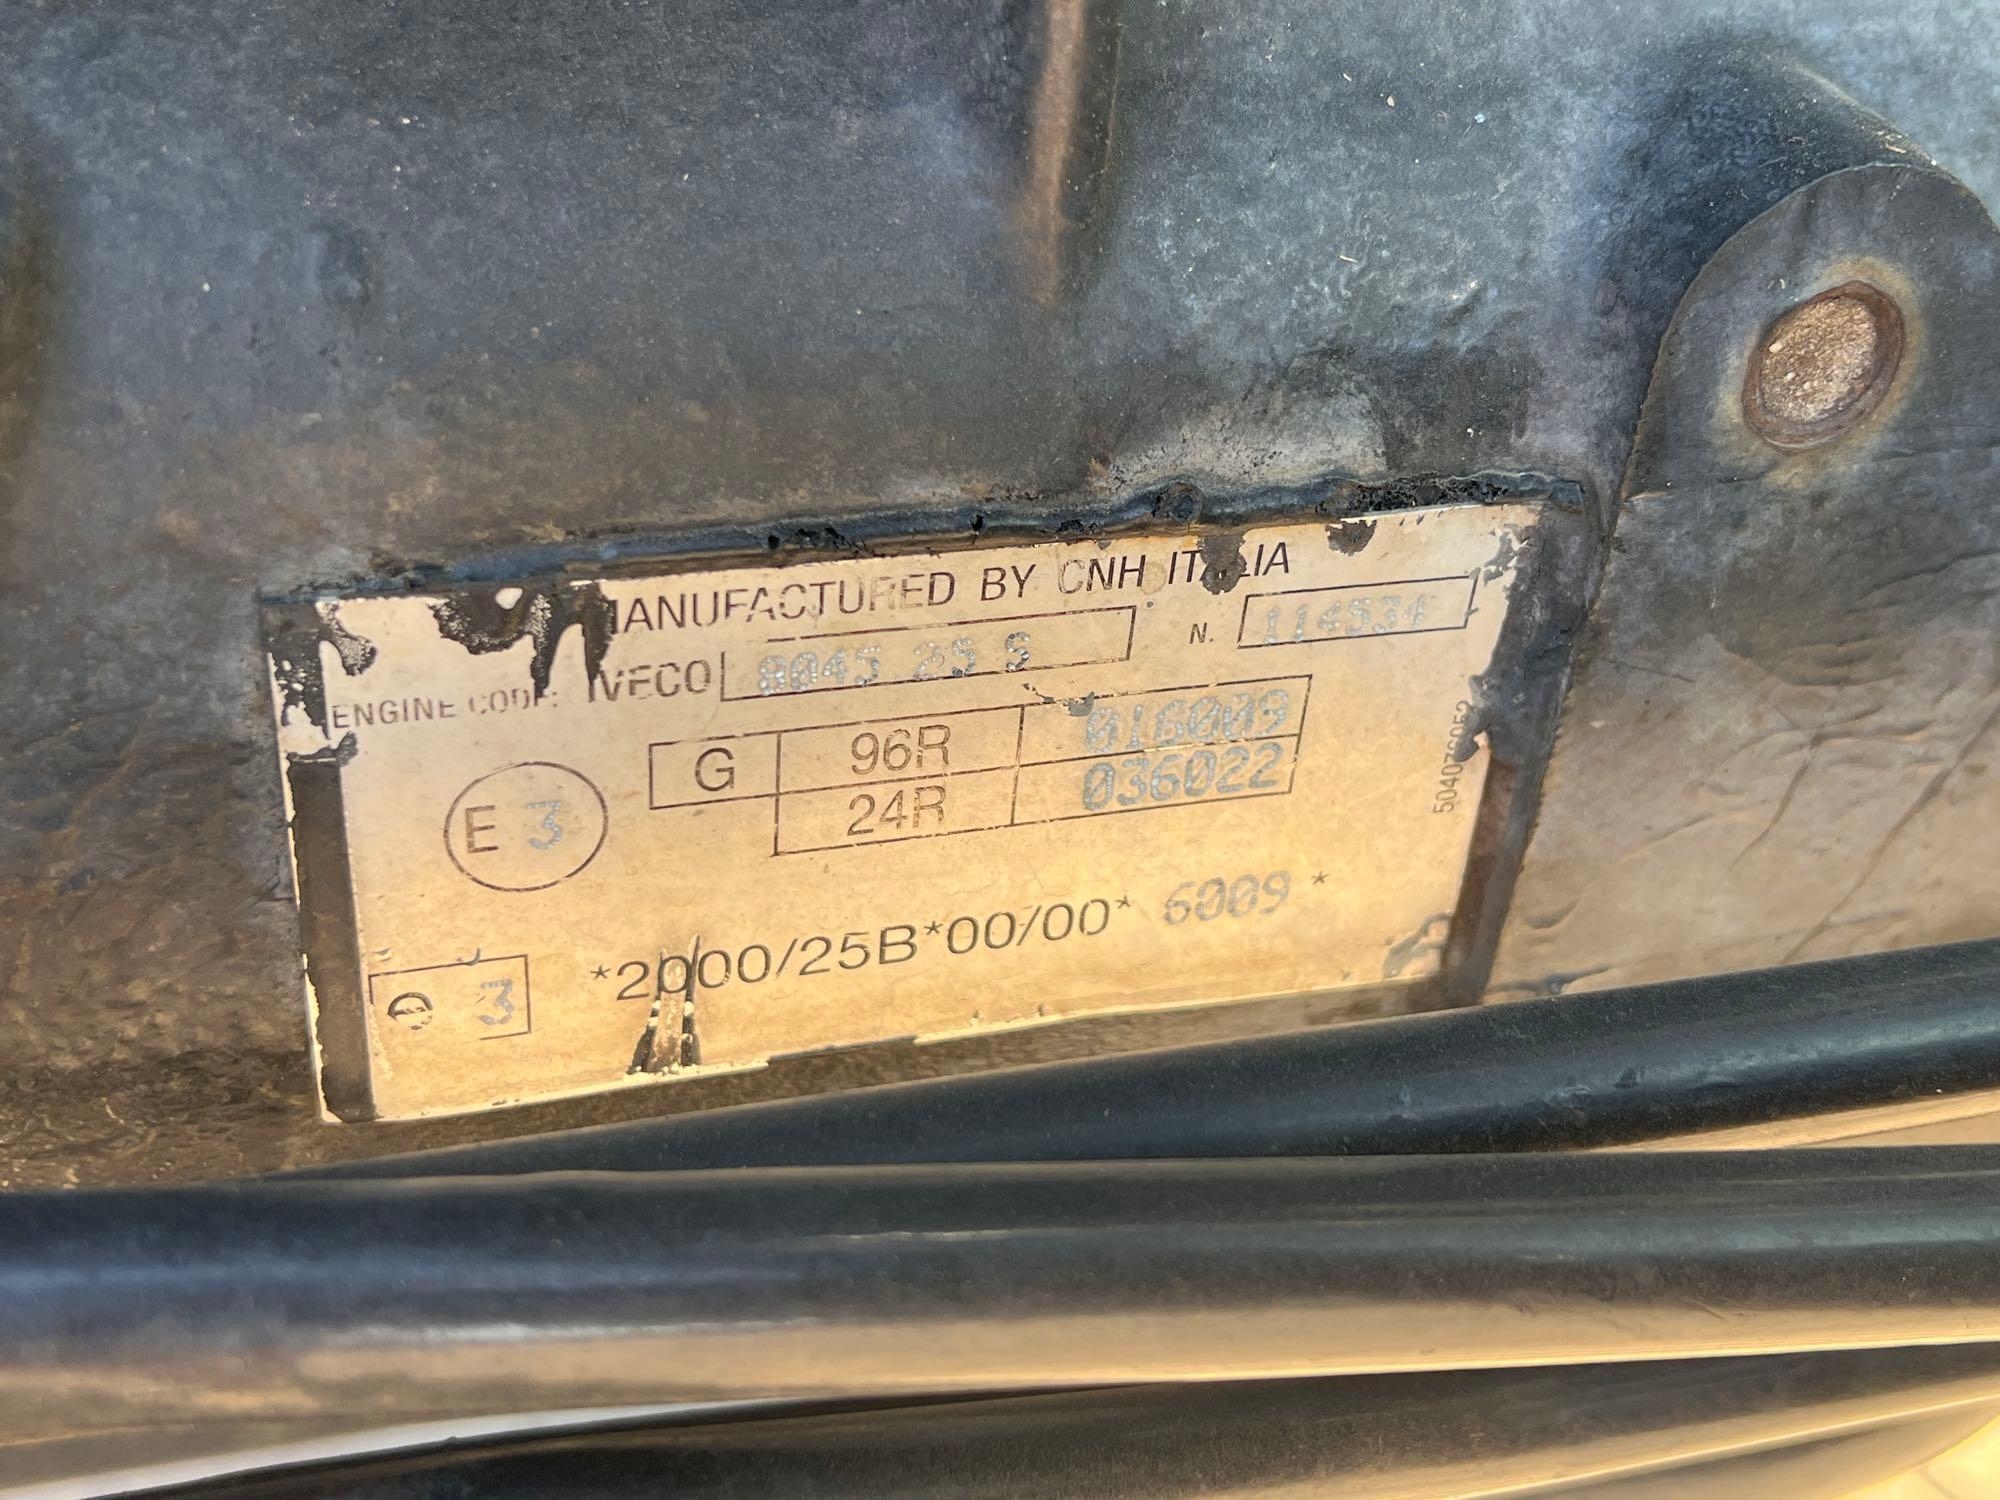 MANUFACTURED BY CNH ITALIA
ENGINE CODE: IVECO 8045 25 S N. 114534
G 96R 016009
24R 036022
E 3
504079052
*2000/25B*00/00* 6009 *
D 3